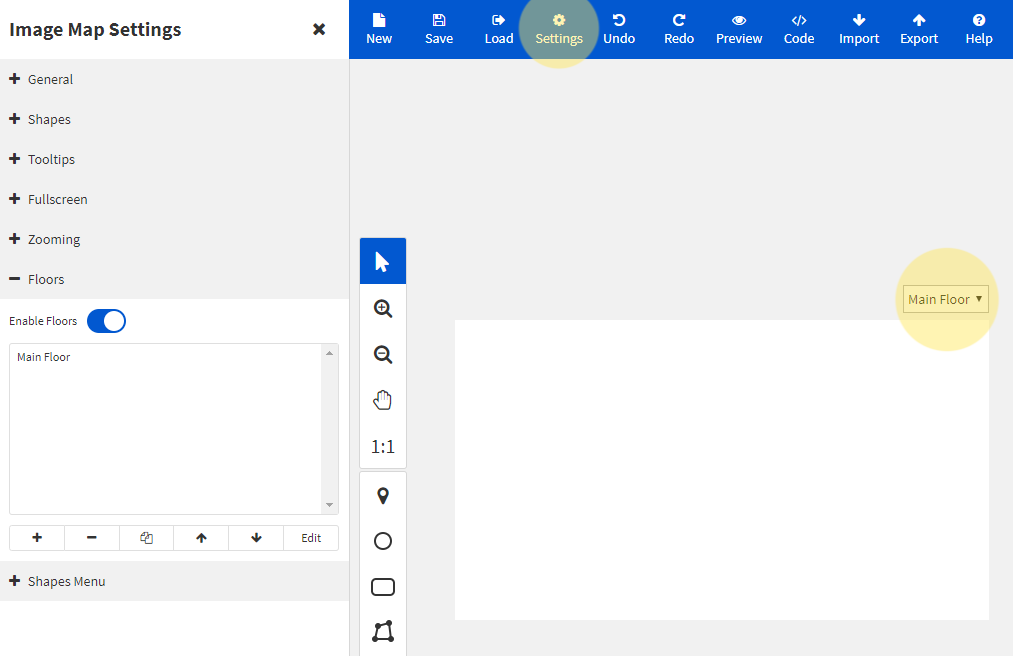 Image Map Settings
New
Save
Load
Settings
Undo
Redo
Preview
Code
Import
Export
Help
General
Shapes
Tooltips
Fullscreen
Zooming
Floors
Enable Floors
Main Floor
Edit
Shapes Menu
1:1
Main Floor